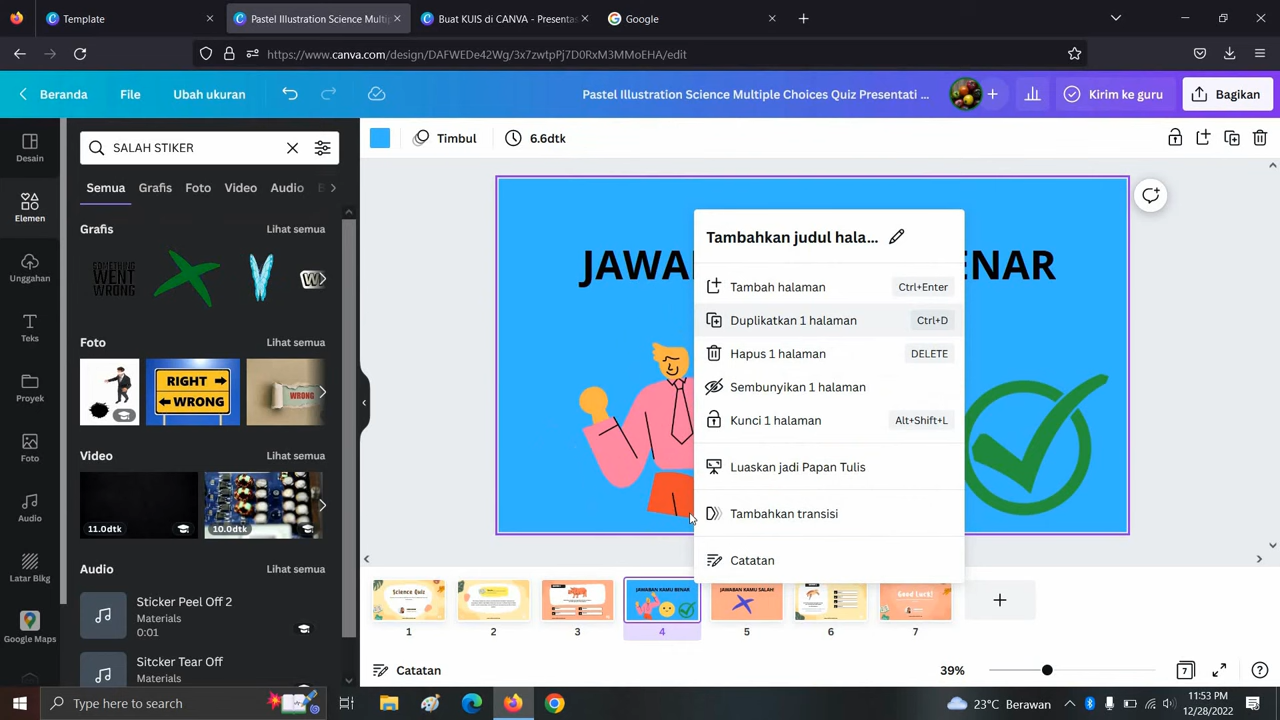 Template
Pastel Illustration Science Multip
Buat KUIS di CANVA - Presentas
Google
https://www.canva.com/design/DAFWEDe42Wg/3x7zwtpPj7D0RxM3MMoEHA/edit
Beranda
File
Ubah ukuran
Pastel Illustration Science Multiple Choices Quiz Presentati ...
Kirim ke guru
Bagikan
Desain
Elemen
Unggahan
Teks
Proyek
Foto
Audio
Latar Blkg
Google Maps
SALAH STIKER
Semua
Grafis
Foto
Video
Audio
Grafis
Lihat semua
SOMETHING
WENT
WRONG
W
Foto
Lihat semua
RIGHT
WRONG
WRONG
Video
Lihat semua
11.0dtk
10.0dtk
Audio
Lihat semua
Sticker Peel Off 2
Materials
0:01
Sitcker Tear Off
Materials
Timbul
6.6dtk
JAWA
ENAR
Tambahkan judul hala...
Tambah halaman
Ctrl+Enter
Duplikatkan 1 halaman
Ctrl+D
Hapus 1 halaman
DELETE
Sembunyikan 1 halaman
Kunci 1 halaman
Alt+Shift+L
Luaskan jadi Papan Tulis
Tambahkan transisi
Catatan
Science Quiz
JAWABAN KAMU BENAR
JAWABAN KAMU SALAH
Good Luck!
1
2
3
4
5
6
7
Catatan
39%
7
Type here to search
23°C Berawan
11:53 PM
12/28/2022